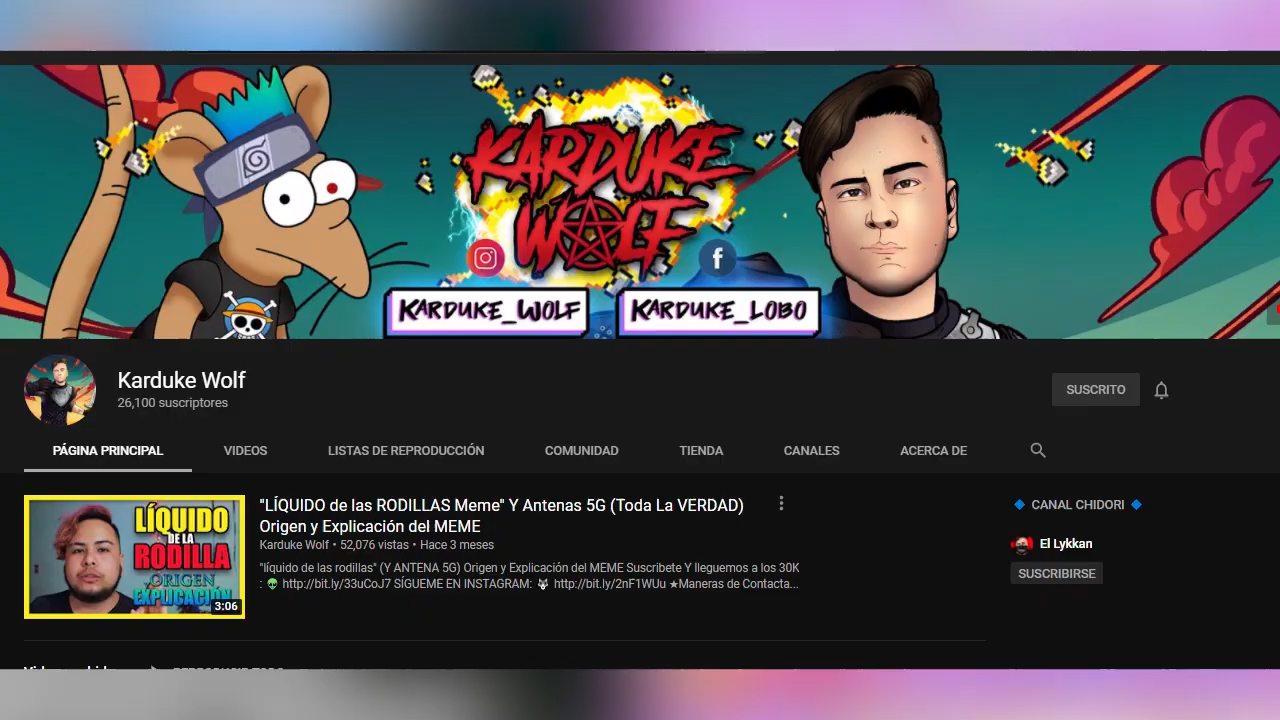 KARDUKE
WOLF
f
KARDUKE_WOLF
KARDUKE_LOBO
Karduke Wolf
26,100 suscriptores
SUSCRITO
PÁGINA PRINCIPAL
VIDEOS
LISTAS DE REPRODUCCIÓN
COMUNIDAD
TIENDA
CANALES
ACERCA DE
LÍQUIDO
DE LA
RODILLA
ORIGEN
EXPLICACIÓN
3:06
"LÍQUIDO de las RODILLAS Meme" Y Antenas 5G (Toda La VERDAD)
Origen y Explicación del MEME
Karduke Wolf • 52,076 vistas • Hace 3 meses
"líquido de las rodillas" (Y ANTENA 5G) Origen y Explicación del MEME Suscribete Y lleguemos a los 30K
: 👽 http://bit.ly/33uCoJ7 SÍGUEME EN INSTAGRAM: 🐺 http://bit.ly/2nF1WUu ★Maneras de Contacta...
🔷 CANAL CHIDORI 🔷
El Lykkan
SUSCRIBIRSE